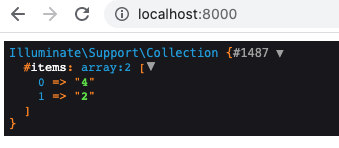 localhost:8000
Illuminate\Support\Collection {#1487 ▼
  #items: array:2 [▼
    0 => "4"
    1 => "2"
  ]
}